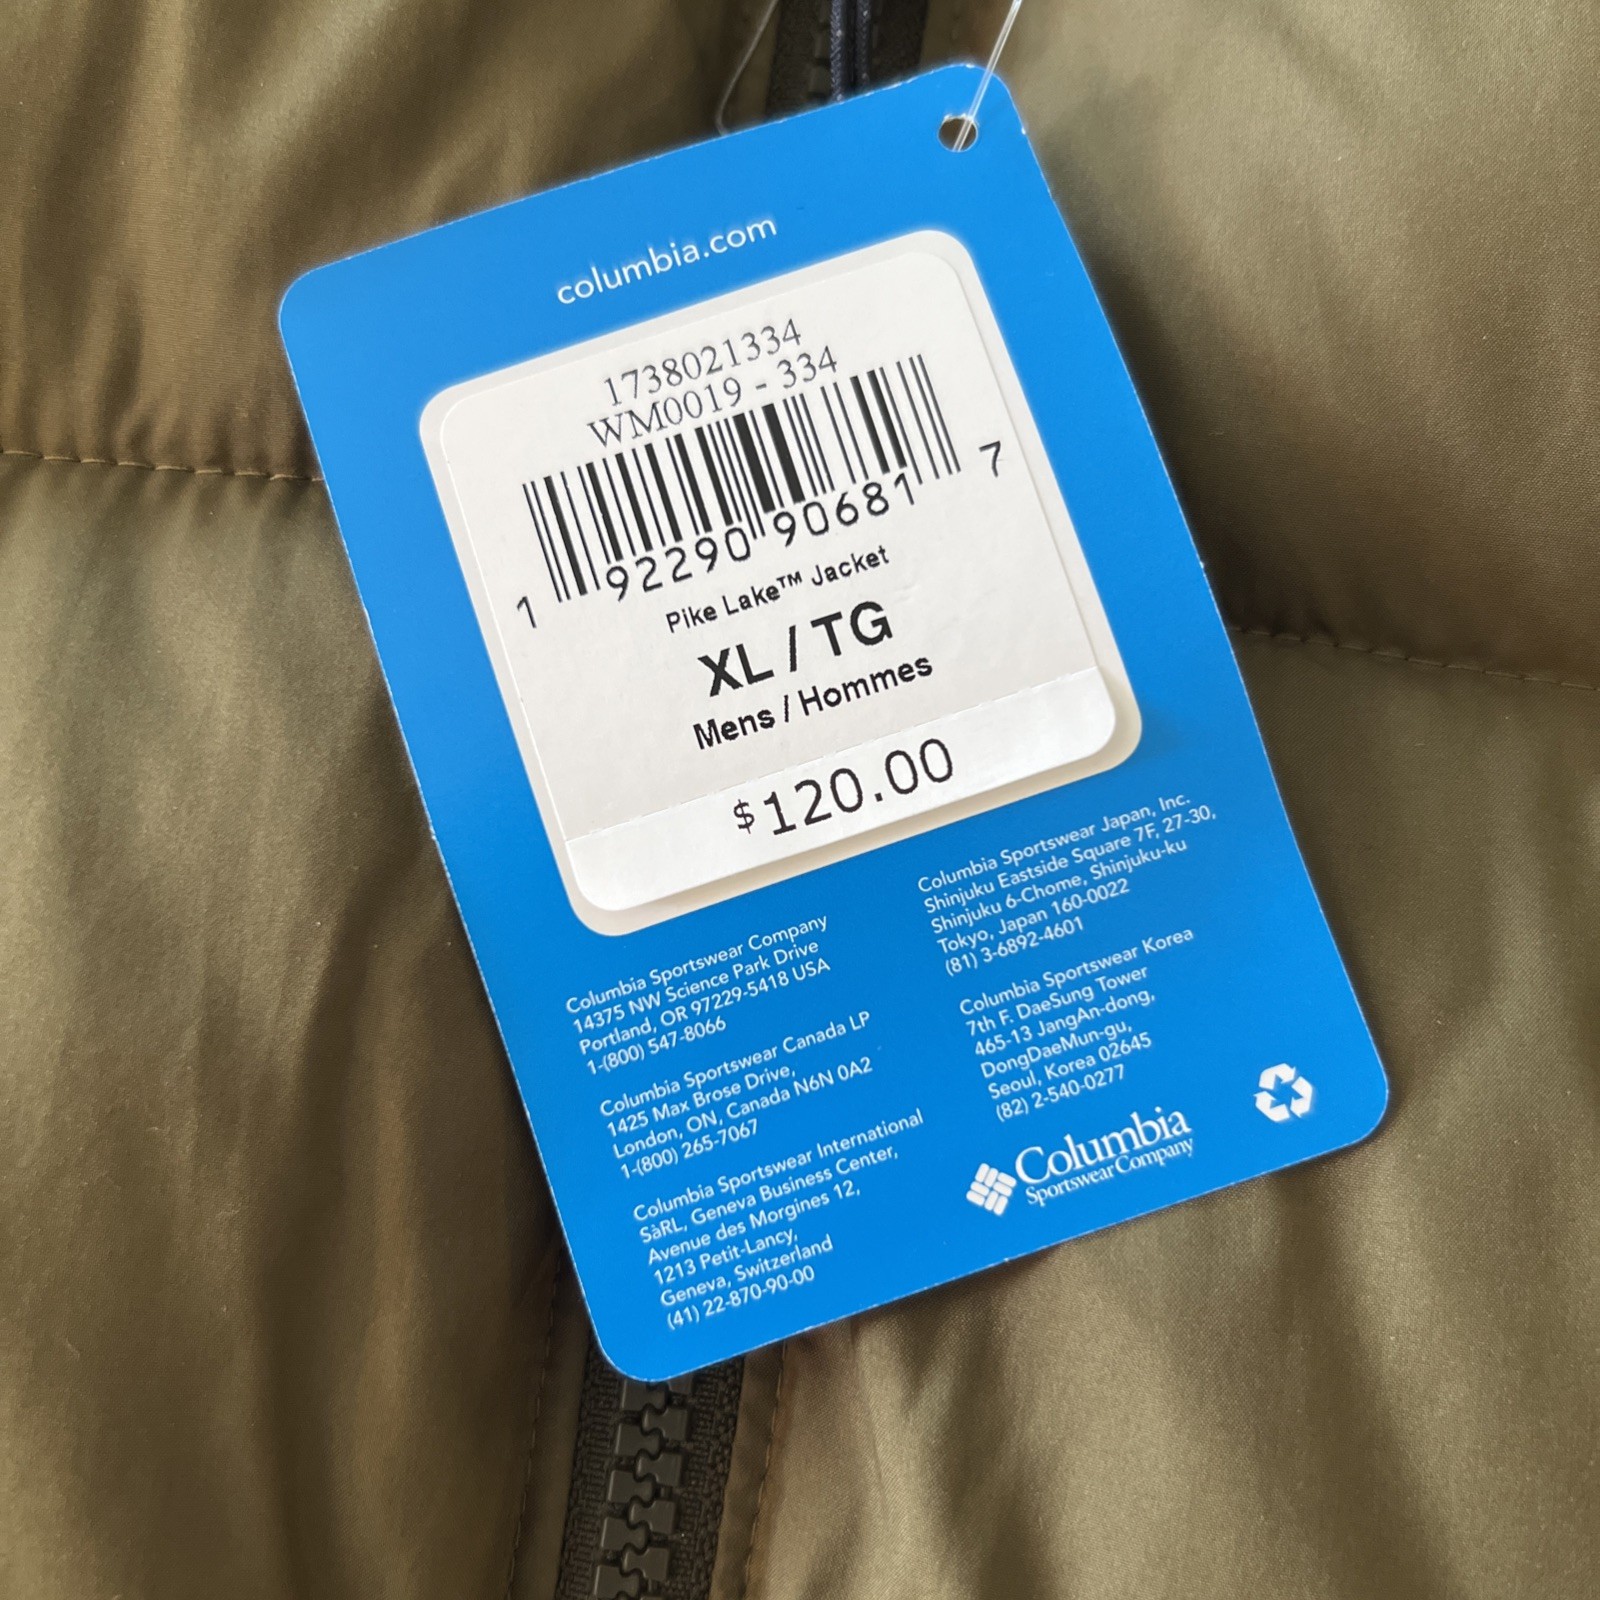 columbia.com
1738021334
WM0019 - 334
1 92290 90681 7
Pike Lake™ Jacket
XL / TG
Mens / Hommes
$120.00
Columbia Sportswear Company
14375 NW Science Park Drive
Portland, OR 97229-5418 USA
1-(800) 547-8066
Columbia Sportswear Canada LP
1425 Max Brose Drive,
London, ON, Canada N6N 0A2
1-(800) 265-7067
Columbia Sportswear International
SàRL, Geneva Business Center,
Avenue des Morgines 12,
1213 Petit-Lancy,
Geneva, Switzerland
(41) 22-870-90-00
Columbia Sportswear Japan, Inc.
Shinjuku Eastside Square 7F, 27-30,
Shinjuku 6-Chome, Shinjuku-ku
Tokyo, Japan 160-0022
(81) 3-6892-4601
Columbia Sportswear Korea
7th F. DaeSung Tower
465-13 JangAn-dong,
DongDaeMun-gu,
Seoul, Korea 02645
(82) 2-540-0277
Columbia
Sportswear Company